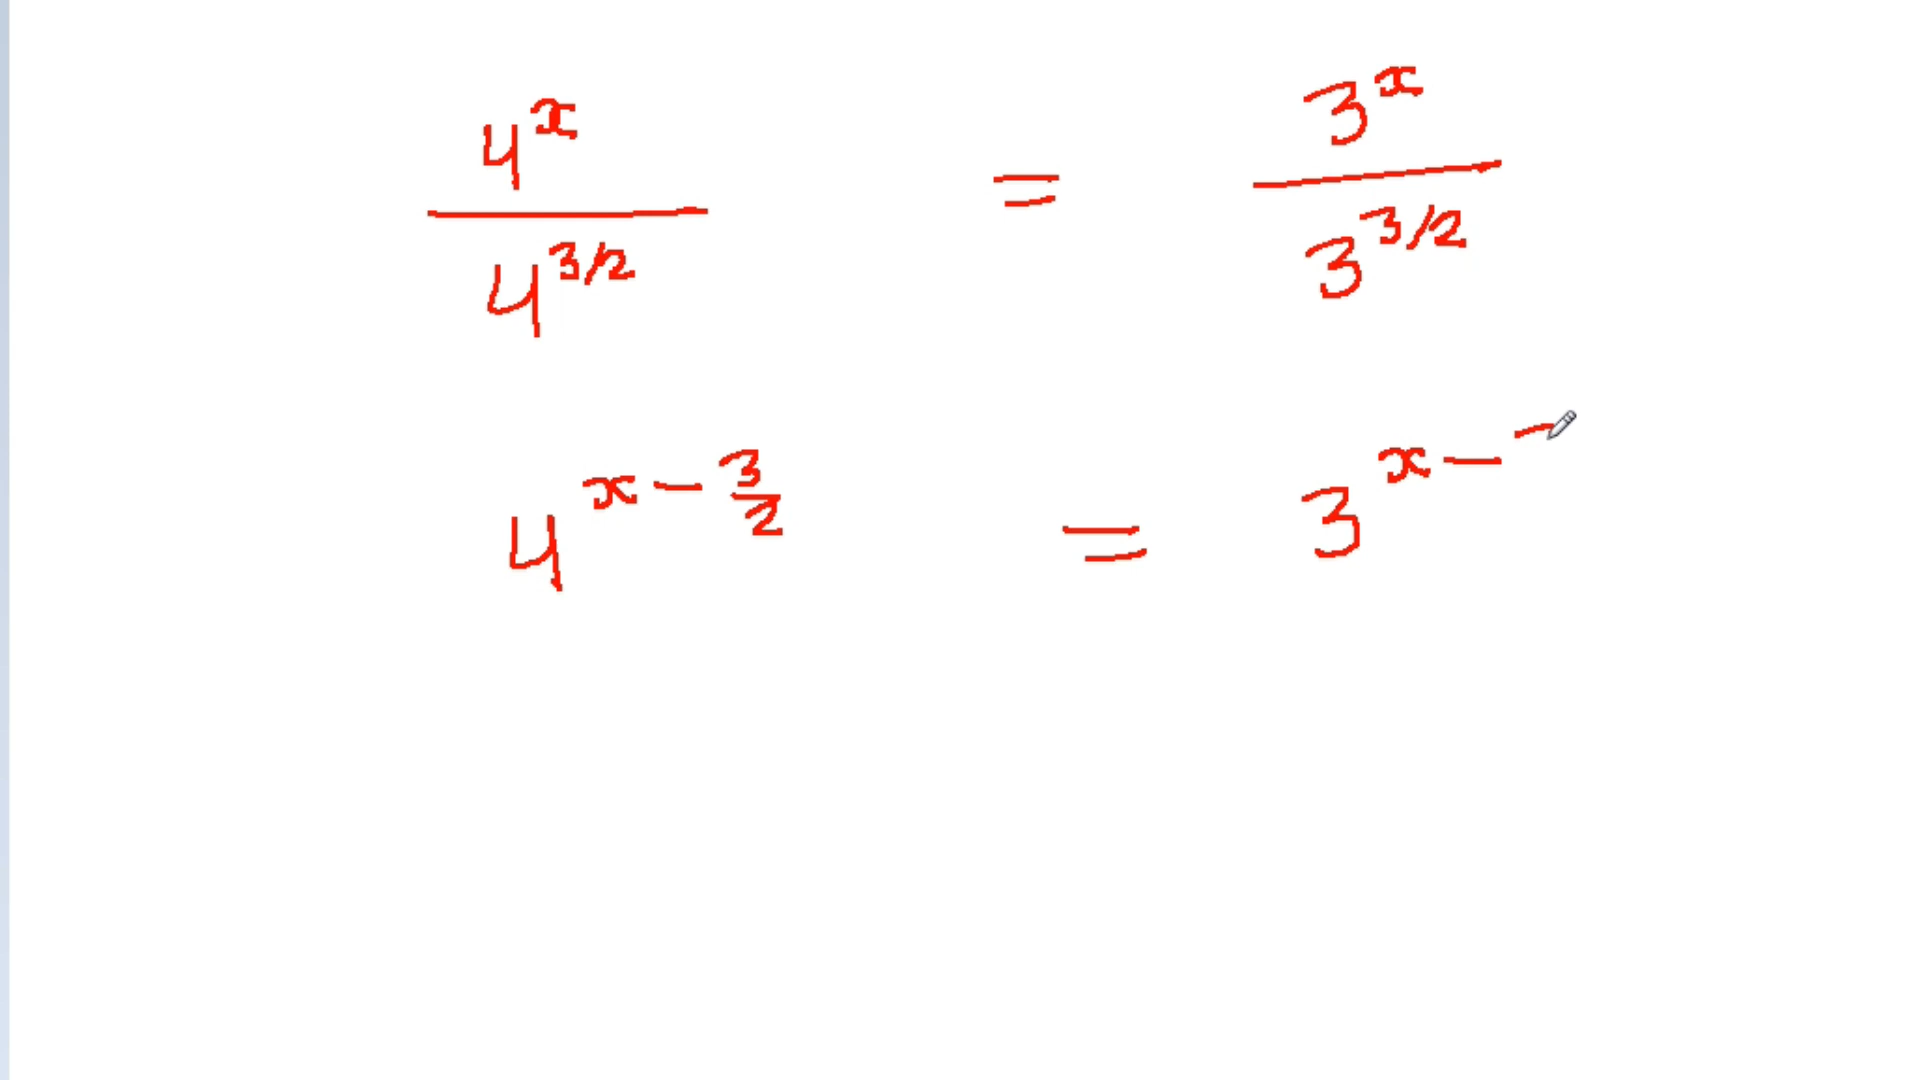 4^x / 4^(3/2) = 3^x / 3^(3/2)
4^(x - 3/2) = 3^(x -